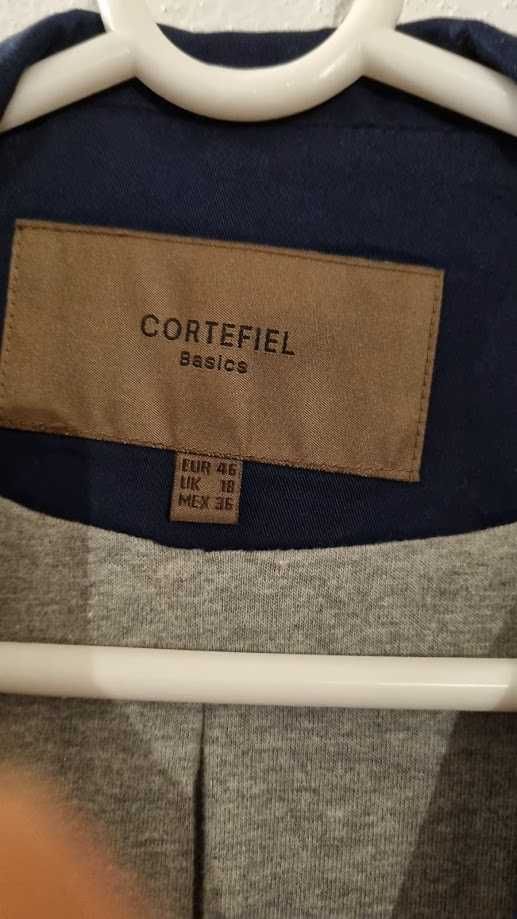 CORTEFIEL
Basics
EUR 46
UK 18
MEX 36